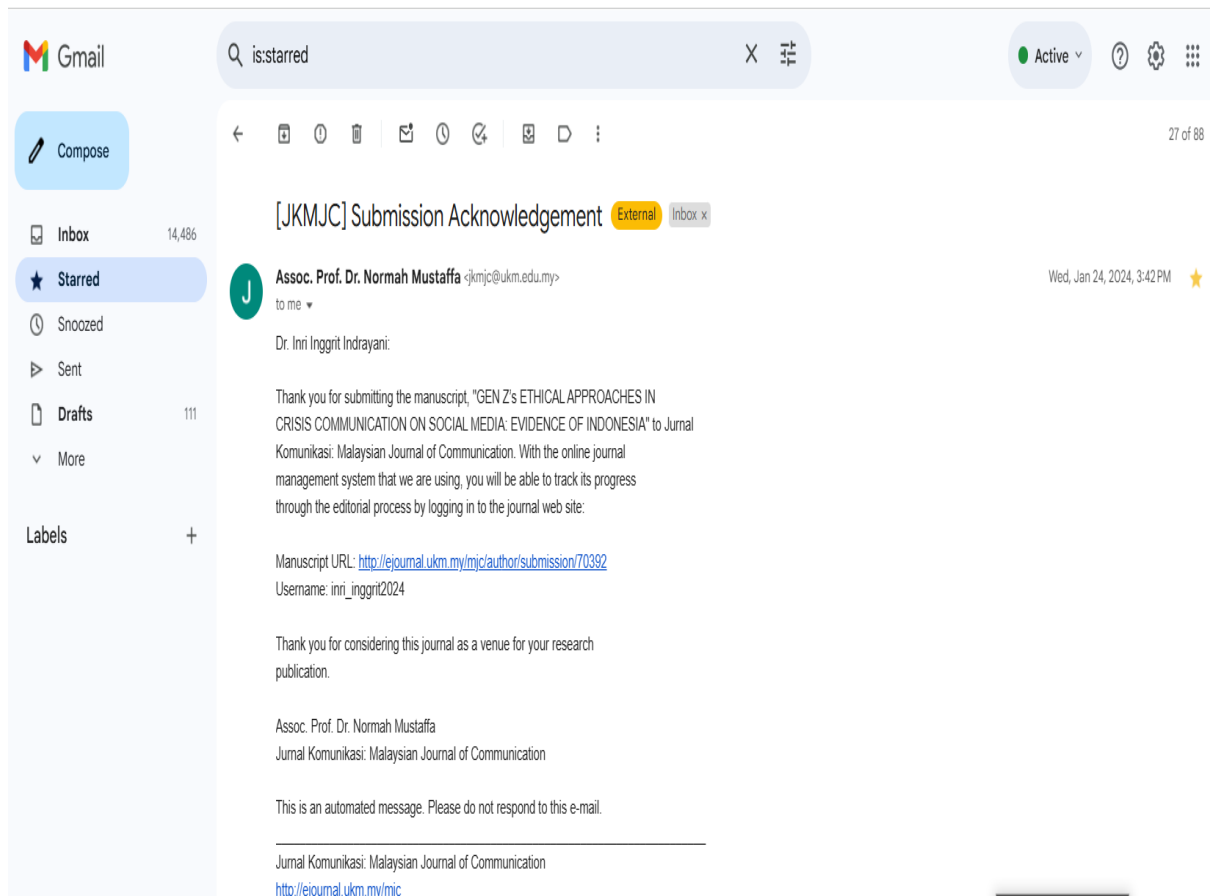 Gmail
is:starred
Active
Compose
27 of 88
[JKMJC] Submission Acknowledgement External Inbox x
Inbox 14,486
Starred
Snoozed
Sent
Drafts 111
More
Labels +
J
Assoc. Prof. Dr. Normah Mustaffa <jkmjc@ukm.edu.my>
Wed, Jan 24, 2024, 3:42 PM
to me
Dr. Inri Inggrit Indrayani:
Thank you for submitting the manuscript, "GEN Z's ETHICAL APPROACHES IN
CRISIS COMMUNICATION ON SOCIAL MEDIA: EVIDENCE OF INDONESIA" to Jurnal
Komunikasi: Malaysian Journal of Communication. With the online journal
management system that we are using, you will be able to track its progress
through the editorial process by logging in to the journal web site:
Manuscript URL: http://ejournal.ukm.my/mjc/author/submission/70392
Username: inri_inggrit2024
Thank you for considering this journal as a venue for your research
publication.
Assoc. Prof. Dr. Normah Mustaffa
Jurnal Komunikasi: Malaysian Journal of Communication
This is an automated message. Please do not respond to this e-mail.
Jurnal Komunikasi: Malaysian Journal of Communication
http://ejournal.ukm.my/mjc